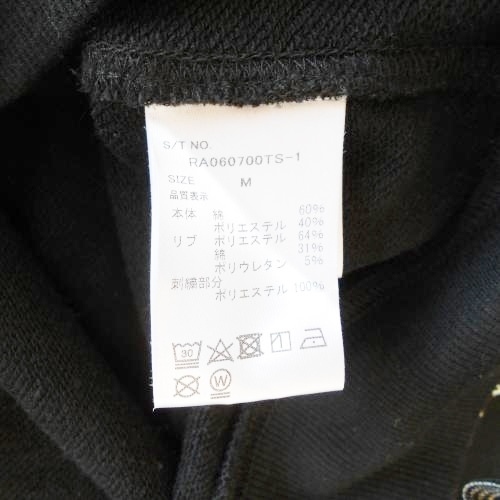 S/T NO.
RA060700TS-1
SIZE M
品質表示
本体 綿 60%
ポリエステル 40%
リブ ポリエステル 64%
綿 31%
ポリウレタン 5%
刺繍部分
ポリエステル 100%
30
W